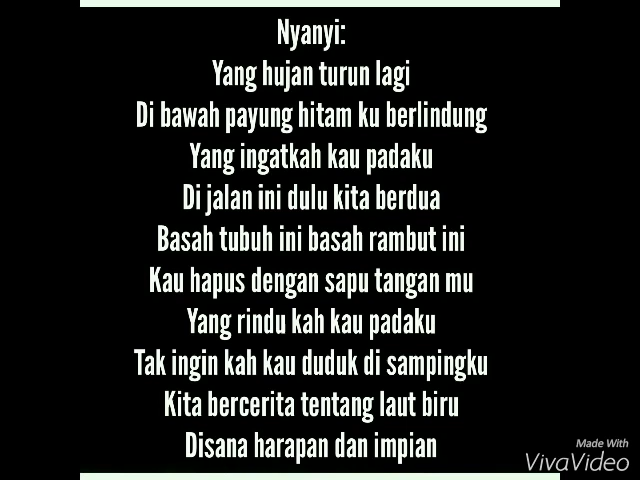 Nyanyi:
Yang hujan turun lagi
Di bawah payung hitam ku berlindung
Yang ingatkah kau padaku
Di jalan ini dulu kita berdua
Basah tubuh ini basah rambut ini
Kau hapus dengan sapu tangan mu
Yang rindu kah kau padaku
Tak ingin kah kau duduk di sampingku
Kita bercerita tentang laut biru
Disana harapan dan impian
Made With
VivaVideo